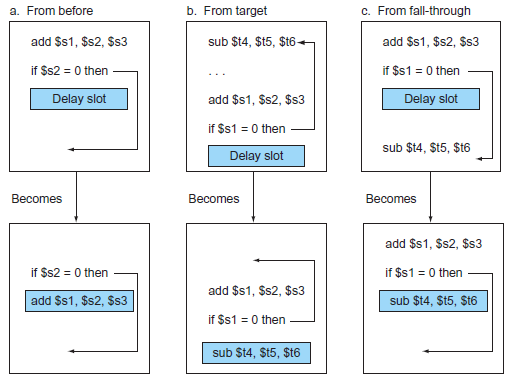 a. From before
add $s1, $s2, $s3
if $s2 = 0 then
Delay slot
Becomes
if $s2 = 0 then
add $s1, $s2, $s3
b. From target
sub $t4, $t5, $t6
. . .
add $s1, $s2, $s3
if $s1 = 0 then
Delay slot
Becomes
add $s1, $s2, $s3
if $s1 = 0 then
sub $t4, $t5, $t6
c. From fall-through
add $s1, $s2, $s3
if $s1 = 0 then
Delay slot
sub $t4, $t5, $t6
Becomes
add $s1, $s2, $s3
if $s1 = 0 then
sub $t4, $t5, $t6